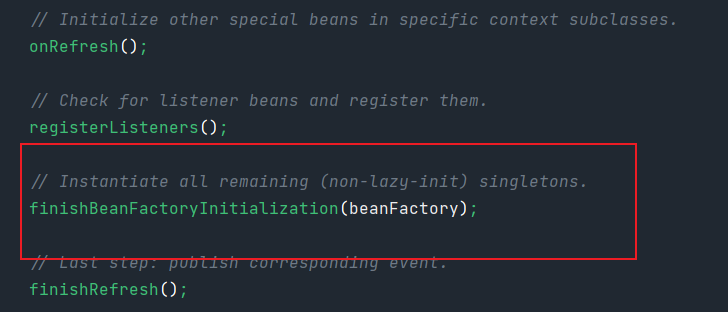 // Initialize other special beans in specific context subclasses.
onRefresh();
// Check for listener beans and register them.
registerListeners();
// Instantiate all remaining (non-lazy-init) singletons.
finishBeanFactoryInitialization(beanFactory);
// Last step: publish corresponding event.
finishRefresh();